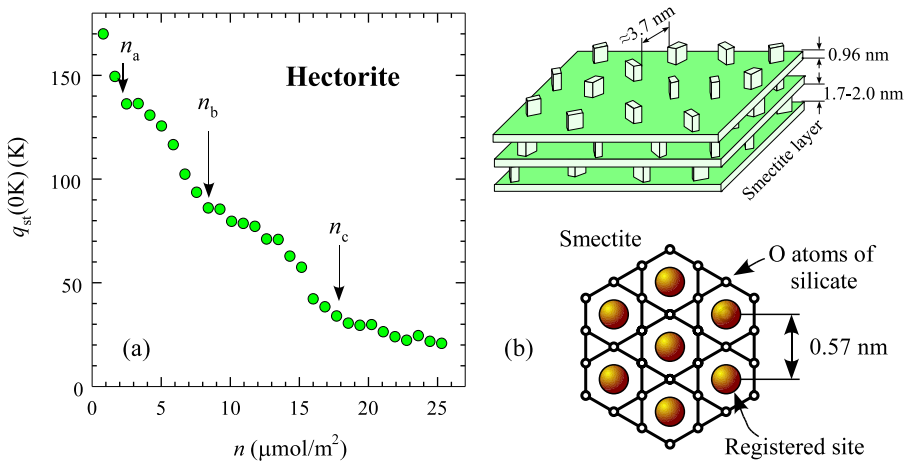 (a)
Hectorite
n_a
n_b
n_c
q_st(0K) (K)
150
100
50
0
0 5 10 15 20 25
n (μmol/m²)
≈3.7 nm
0.96 nm
1.7-2.0 nm
Smectite layer
(b)
Smectite
O atoms of
silicate
0.57 nm
Registered site